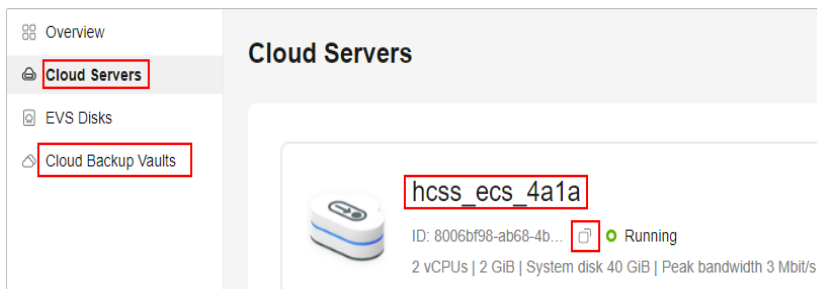 Overview
Cloud Servers
EVS Disks
Cloud Backup Vaults
Cloud Servers
hcss_ecs_4a1a
ID: 8006bf98-ab68-4b... Running
2 vCPUs | 2 GiB | System disk 40 GiB | Peak bandwidth 3 Mbit/s